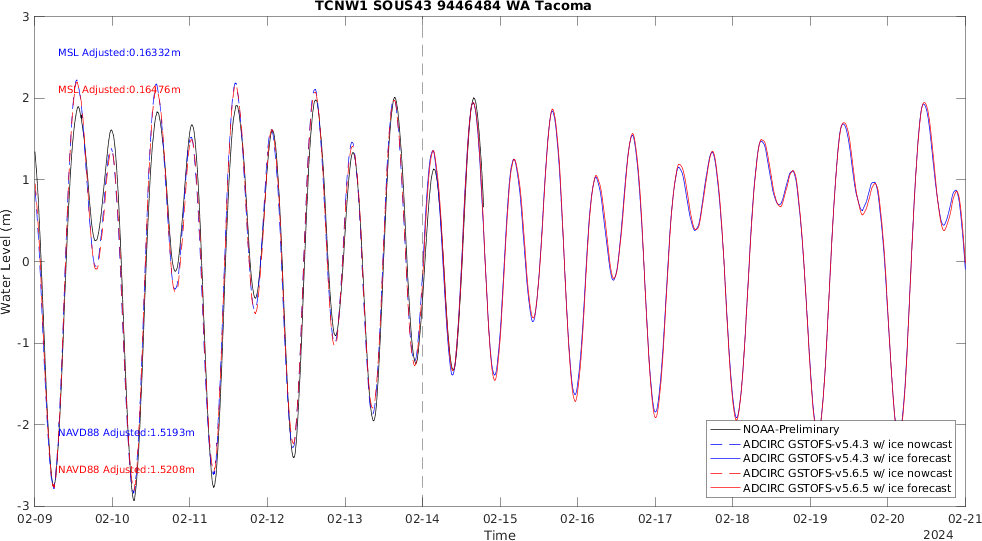 TCNW1 SOUS43 9446484 WA Tacoma
3
MSL Adjusted:0.16332m
2
MSL Adjusted:0.16476m
1
0
-1
-2
-3
Water Level (m)
NAVD88 Adjusted:1.5193m
NAVD88 Adjusted:1.5208m
NOAA-Preliminary
ADCIRC GSTOFS-v5.4.3 w/ ice nowcast
ADCIRC GSTOFS-v5.4.3 w/ ice forecast
ADCIRC GSTOFS-v5.6.5 w/ ice nowcast
ADCIRC GSTOFS-v5.6.5 w/ ice forecast
02-09 02-10 02-11 02-12 02-13 02-14 02-15 02-16 02-17 02-18 02-19 02-20 02-21
Time
2024